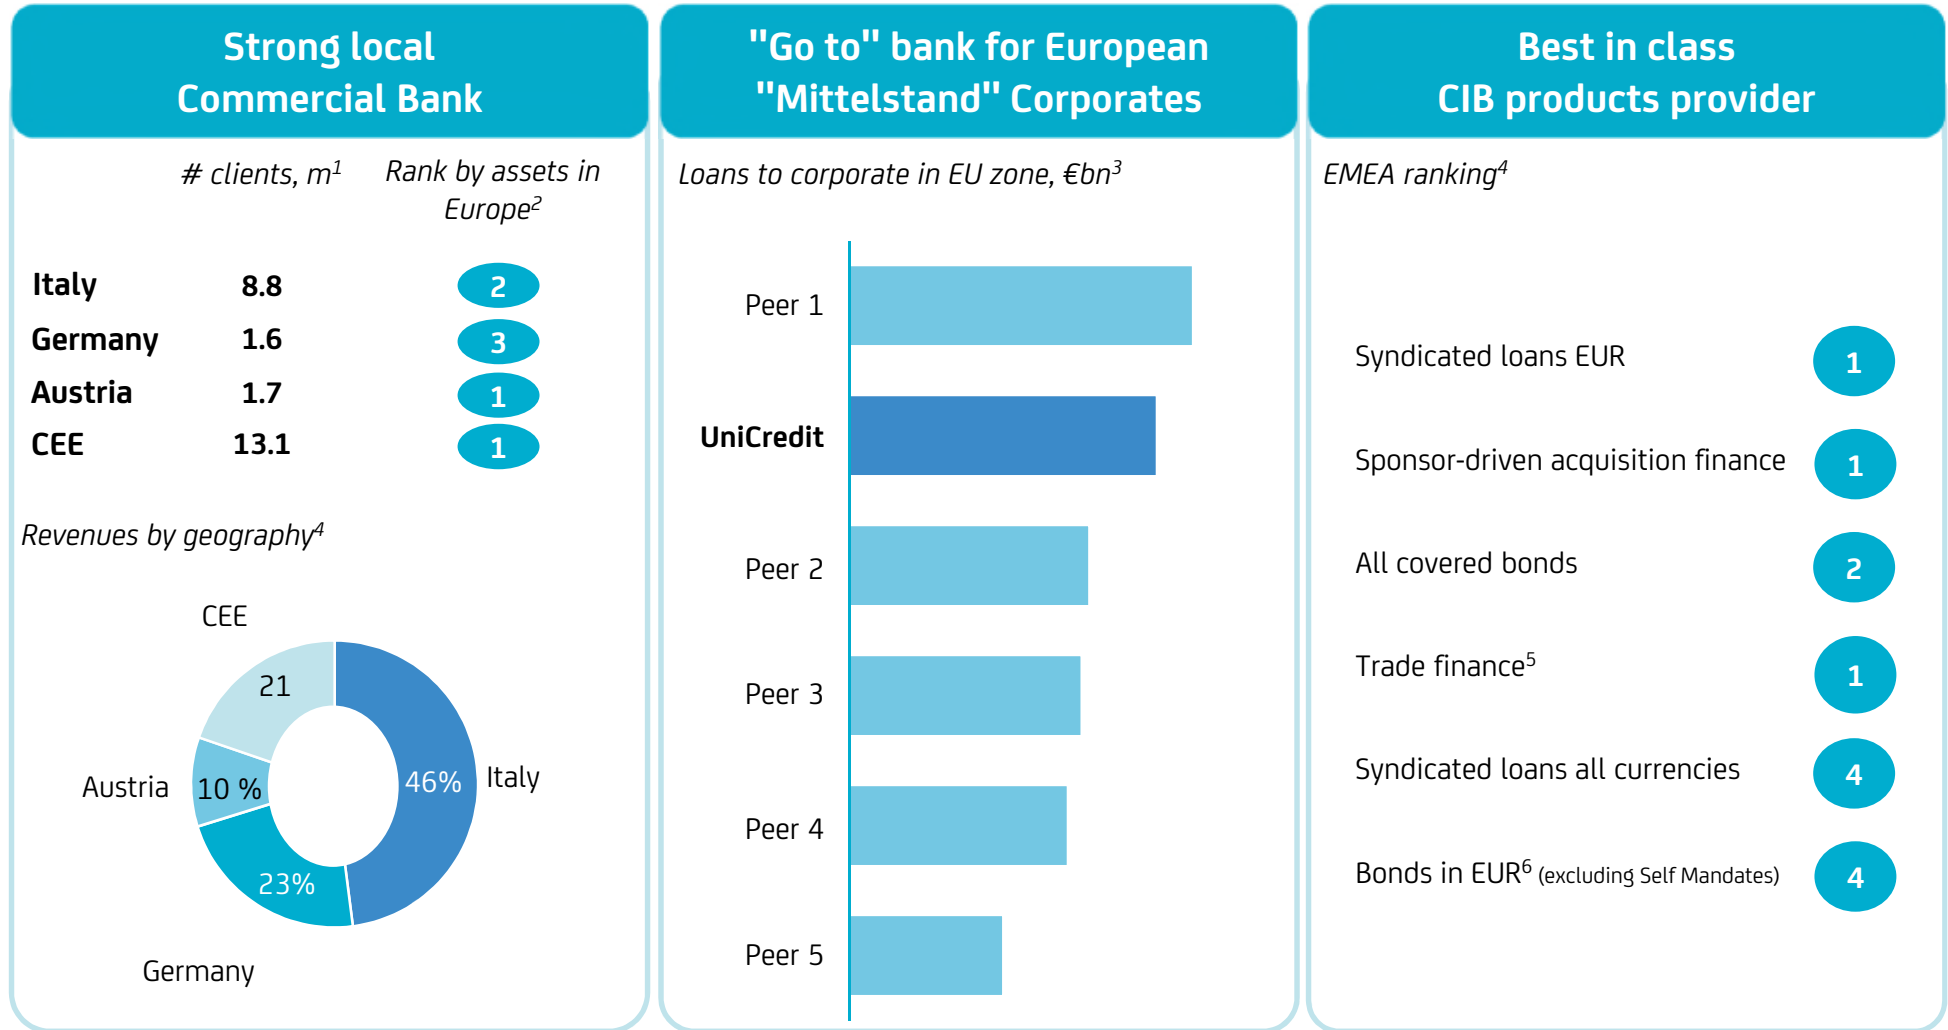 Strong local
Commercial Bank
# clients, m1
Rank by assets in
Europe2
Italy 8.8 2
Germany 1.6 3
Austria 1.7 1
CEE 13.1 1
Revenues by geography4
CEE
21
Austria
10 %
46%
Italy
23%
Germany
"Go to" bank for European
"Mittelstand" Corporates
Loans to corporate in EU zone, €bn3
Peer 1
UniCredit
Peer 2
Peer 3
Peer 4
Peer 5
Best in class
CIB products provider
EMEA ranking4
Syndicated loans EUR 1
Sponsor-driven acquisition finance 1
All covered bonds 2
Trade finance5 1
Syndicated loans all currencies 4
Bonds in EUR6 (excluding Self Mandates) 4